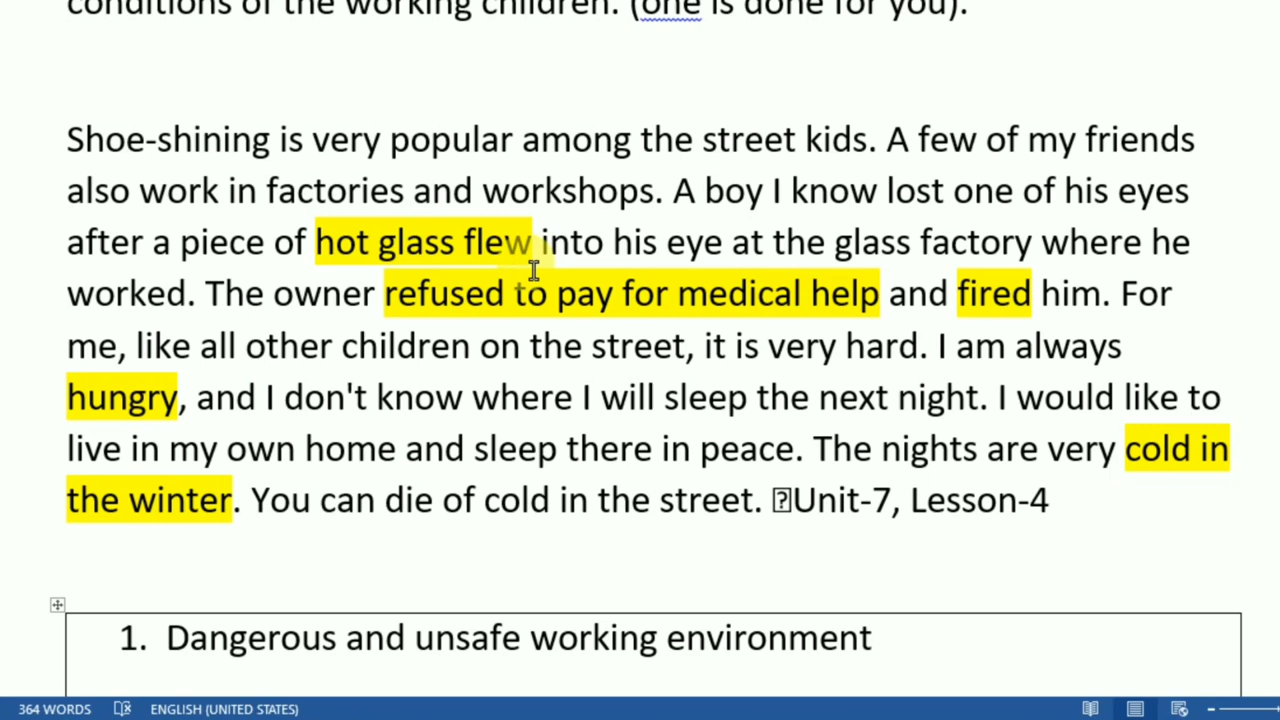 conditions of the working children. (one is done for you).
Shoe-shining is very popular among the street kids. A few of my friends
also work in factories and workshops. A boy I know lost one of his eyes
after a piece of hot glass flew into his eye at the glass factory where he
worked. The owner refused to pay for medical help and fired him. For
me, like all other children on the street, it is very hard. I am always
hungry, and I don't know where I will sleep the next night. I would like to
live in my own home and sleep there in peace. The nights are very cold in
the winter. You can die of cold in the street. Unit-7, Lesson-4
1. Dangerous and unsafe working environment
364 WORDS ENGLISH (UNITED STATES)